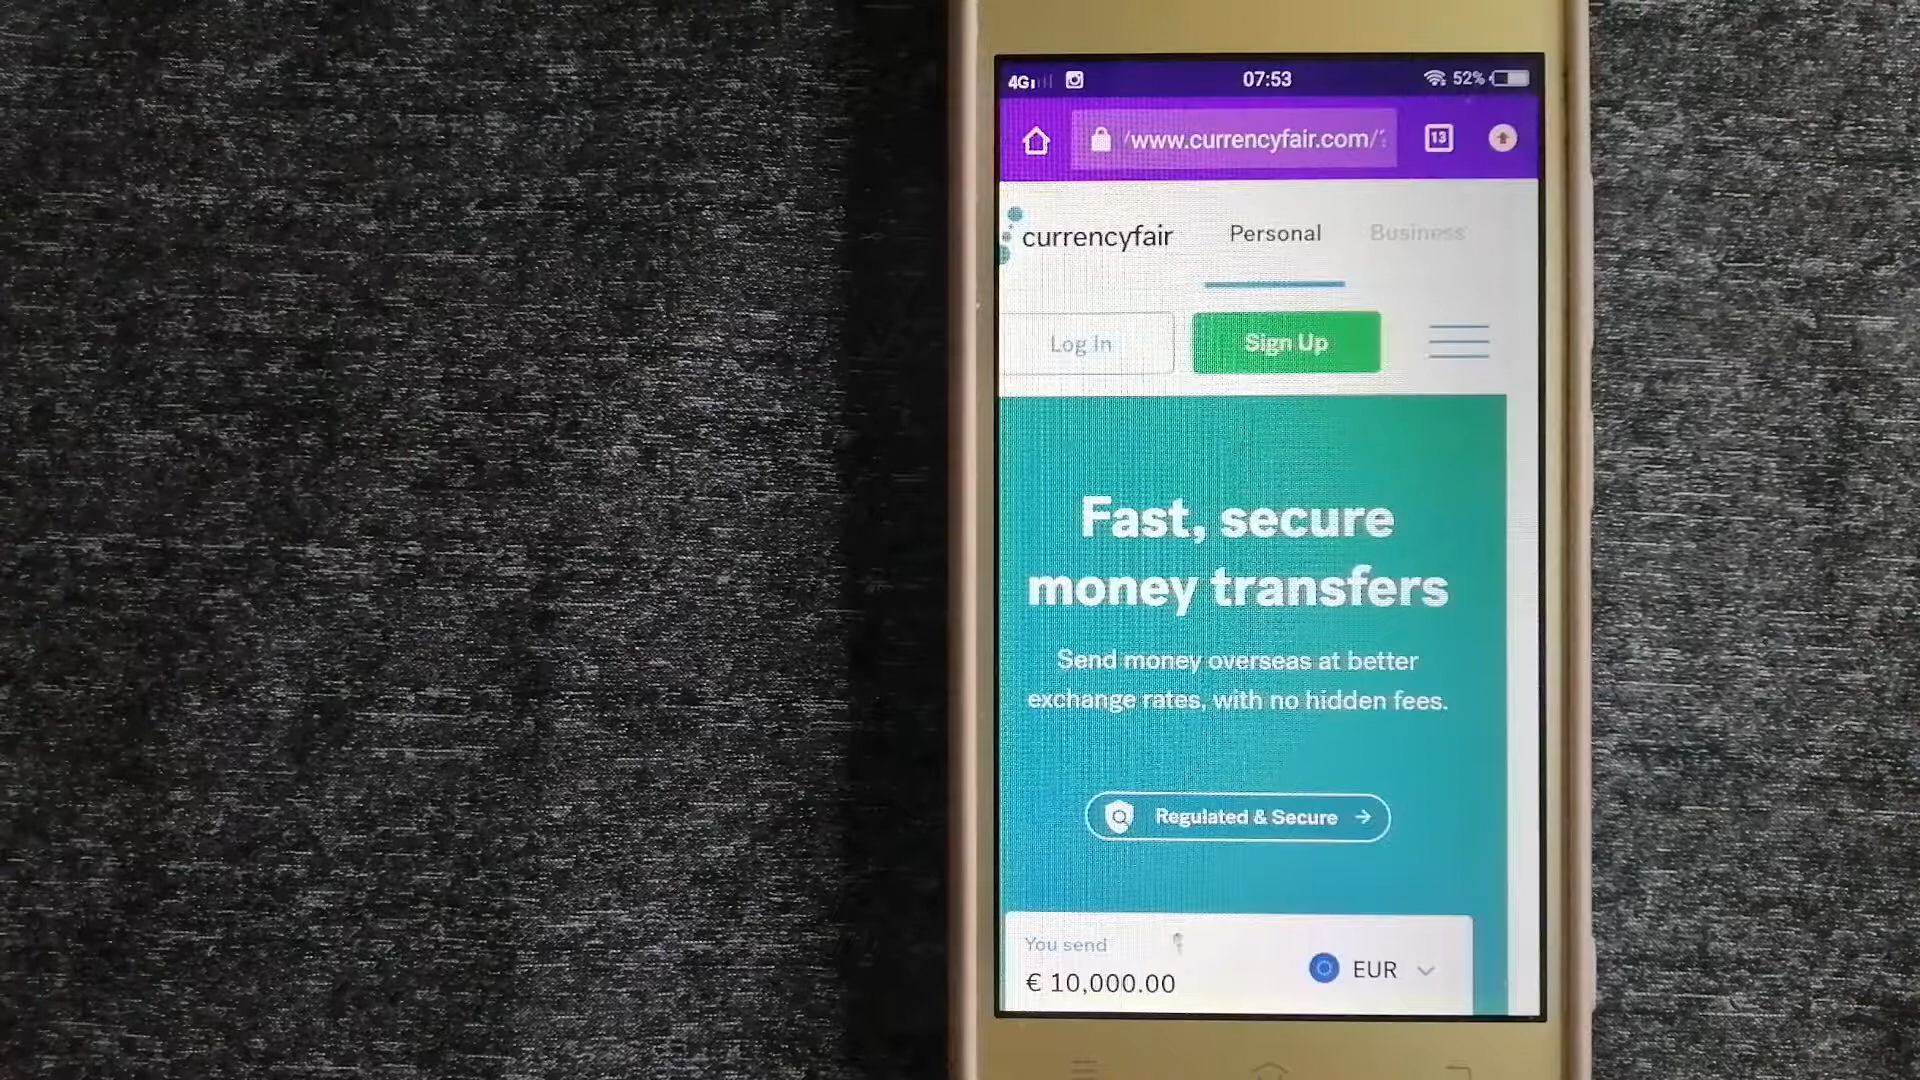 4G 07:53 52%
/www.currencyfair.com/ 13
currencyfair Personal Business
Log In Sign Up
Fast, secure
money transfers
Send money overseas at better
exchange rates, with no hidden fees.
Regulated & Secure →
You send
€ 10,000.00 EUR